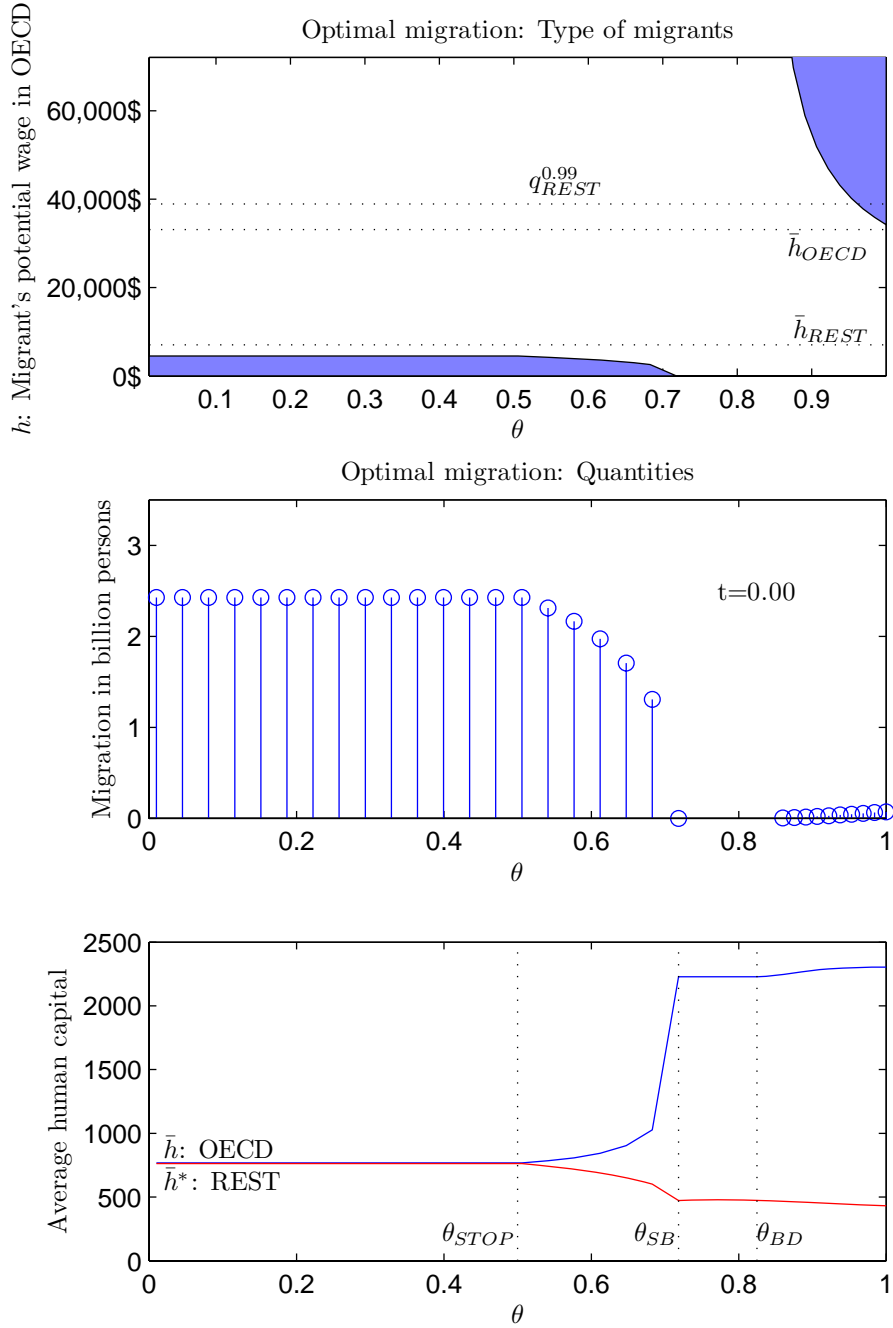 Optimal migration: Type of migrants
h: Migrant's potential wage in OECD
60,000$
40,000$
20,000$
0$
q^{0.99}_{REST}
h̄_{OECD}
h̄_{REST}
0.1 0.2 0.3 0.4 0.5 0.6 0.7 0.8 0.9
θ
Optimal migration: Quantities
Migration in billion persons
3
2
1
0
t=0.00
0 0.2 0.4 0.6 0.8 1
θ
Average human capital
2500
2000
1500
1000
500
0
h̄: OECD
h̄*: REST
θ_{STOP} θ_{SB} θ_{BD}
0 0.2 0.4 0.6 0.8 1
θ